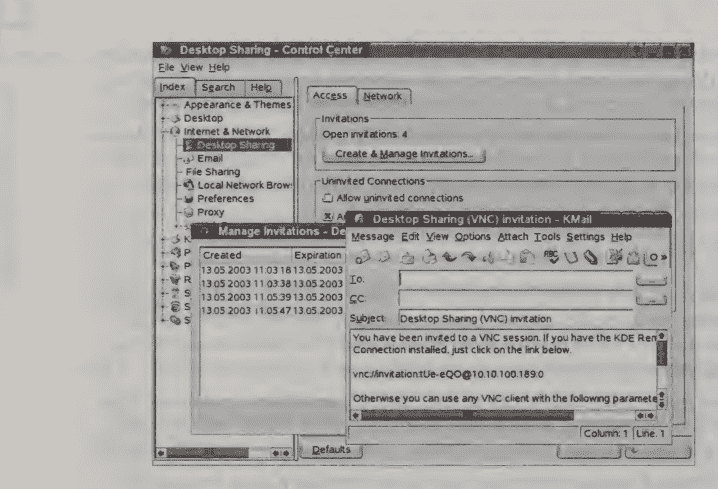 Desktop Sharing - Control Center
File View Help
Index Search Help
Appearance & Themes
Desktop
Internet & Network
Desktop Sharing
Email
File Sharing
Local Network Brow
Preferences
Proxy
K
P
P
R
S
S
S
Access Network
Invitations
Open invitations: 4
Create & Manage Invitations...
Uninvited Connections
Allow uninvited connections
Manage Invitations - De
Created Expiration
13.05.2003 11:03:18 13.05.2003
13.05.2003 11:03:38 13.05.2003
13.05.2003 11:05:39 13.05.2003
13.05.2003 11:05:47 13.05.2003
Desktop Sharing (VNC) invitation - KMail
Message Edit View Options Attach Tools Settings Help
To:
...
CC:
...
Subject: Desktop Sharing (VNC) invitation
You have been invited to a VNC session. If you have the KDE Rem
Connection installed, just click on the link below.
vnc://invitation:tUe-eQO@10.10.100.189:0
Otherwise you can use any VNC client with the following paramete
Column: 1 Line: 1
Defaults